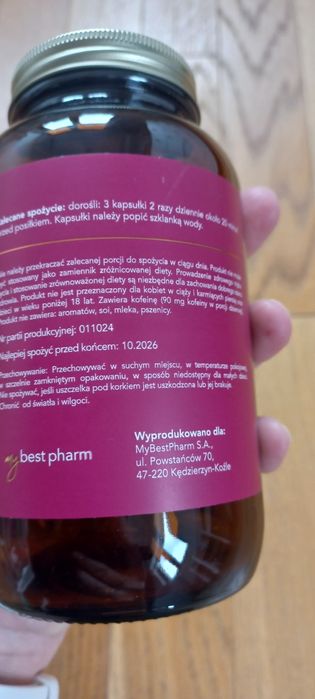 Zalecane spożycie: dorośli: 3 kapsułki 2 razy dziennie około 20 minut
przed posiłkiem. Kapsułki należy popić szklanką wody.
Nie należy przekraczać zalecanej porcji do spożycia w ciągu dnia. Produkt nie może
być stosowany jako zamiennik zróżnicowanej diety. Prowadzenie zdrowego trybu
życia i stosowanie zrównoważonej diety są niezbędne dla zachowania dobrego
zdrowia. Produkt nie jest przeznaczony dla kobiet w ciąży i karmiących piersią oraz
dzieci w wieku poniżej 18 lat. Zawiera kofeinę (90 mg kofeiny w porcji
Produkt nie zawiera: aromatów, soi, mleka, pszenicy.
Nr partii produkcyjnej: 011024
Najlepiej spożyć przed końcem: 10.2026
Przechowywanie: Przechowywać w suchym miejscu, w temperaturze pokojowej,
w szczelnie zamkniętym opakowaniu, w sposób niedostępny dla małych dzieci.
Nie spożywać, jeśli uszczelka pod korkiem jest uszkodzona lub jej brakuje.
Chronić od światła i wilgoci.
my best pharm
Wyprodukowano dla:
MyBestPharm S.A.,
ul. Powstańców 70,
47-220 Kędzierzyn-Koźle